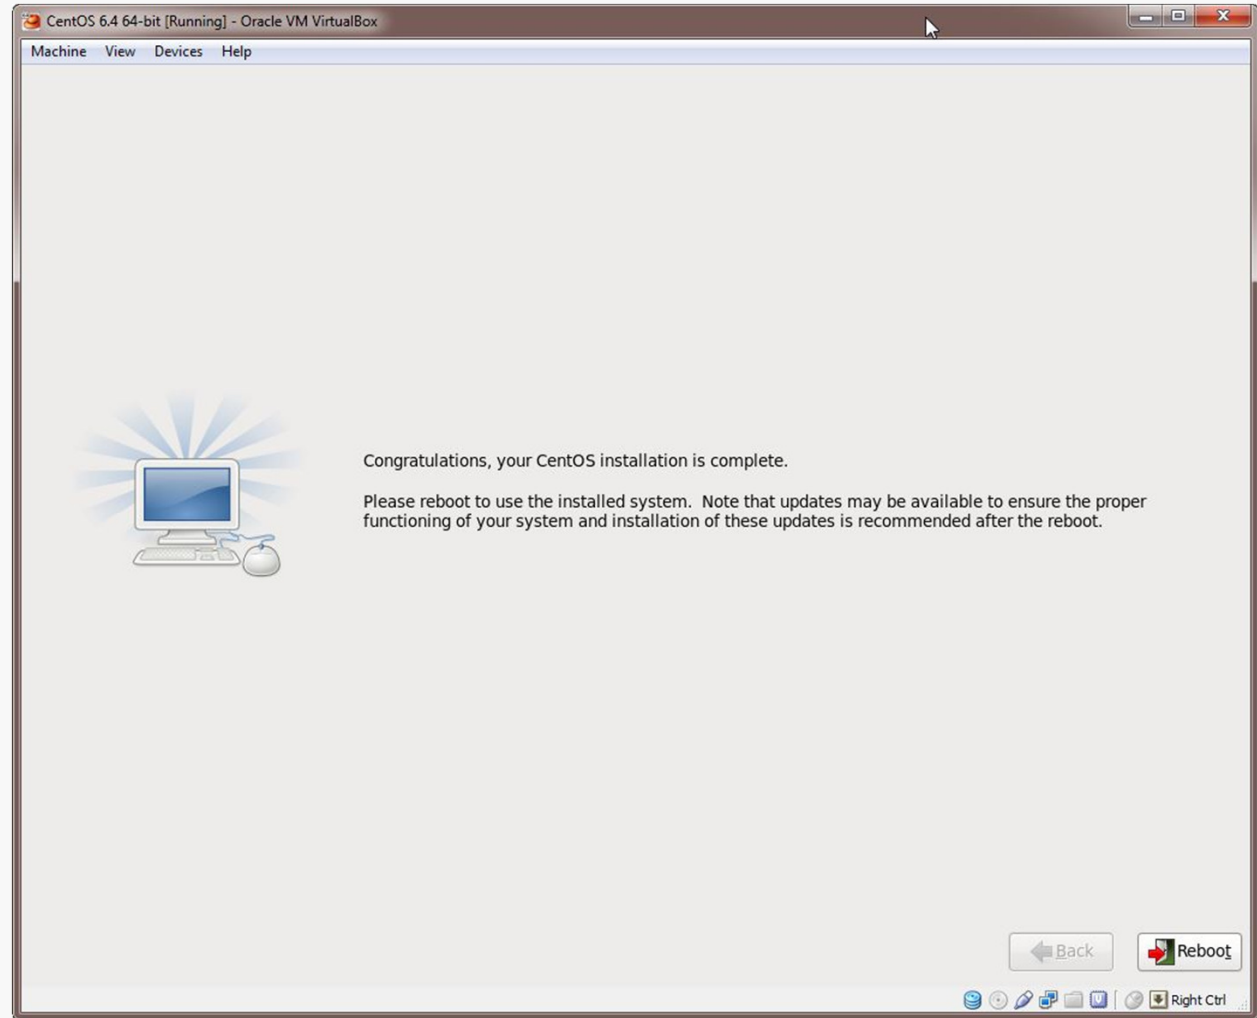 CentOS 6.4 64-bit [Running] - Oracle VM VirtualBox
Machine View Devices Help
Congratulations, your CentOS installation is complete.
Please reboot to use the installed system. Note that updates may be available to ensure the proper
functioning of your system and installation of these updates is recommended after the reboot.
Back Reboot
Right Ctrl